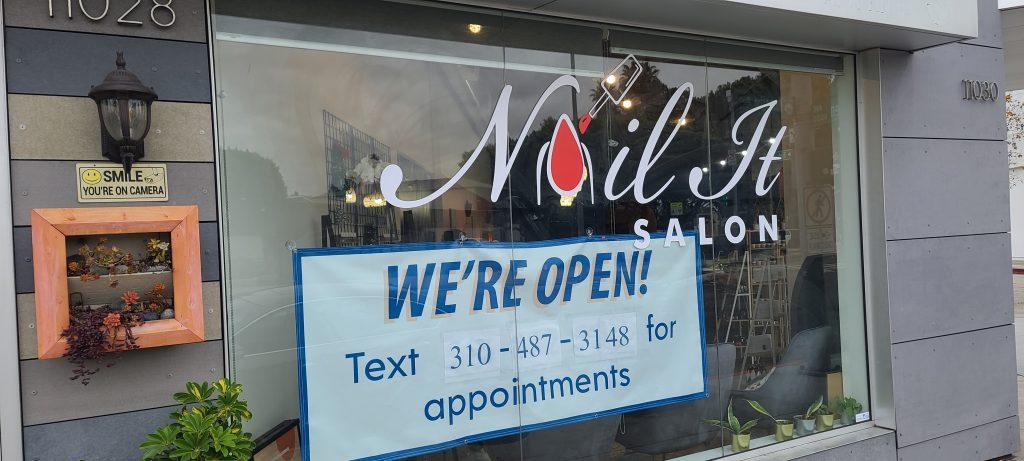 11028
SMILE
YOU'RE ON CAMERA
Nail It
SALON
11030
WE'RE OPEN!
Text 310-487-3148 for
appointments